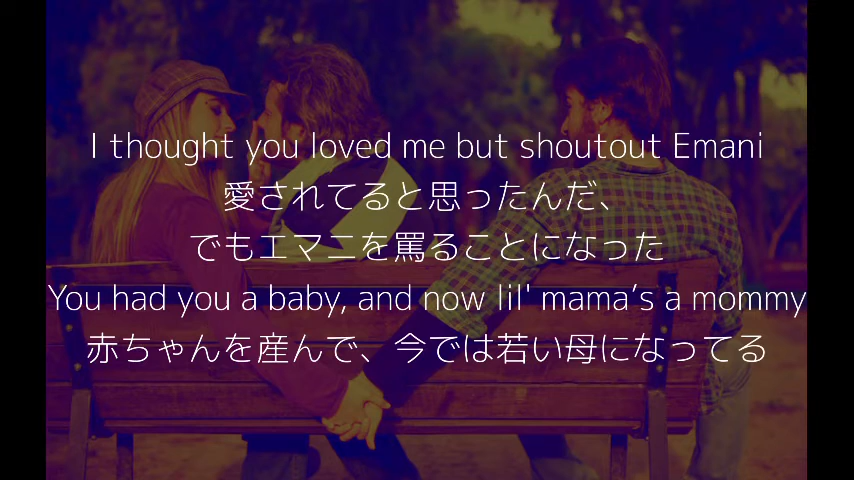 I thought you loved me but shoutout Emani
愛されてると思ったんだ、
でもエマニを罵ることになった
You had you a baby, and now lil' mama’s a mommy
赤ちゃんを産んで、今では若い母になってる